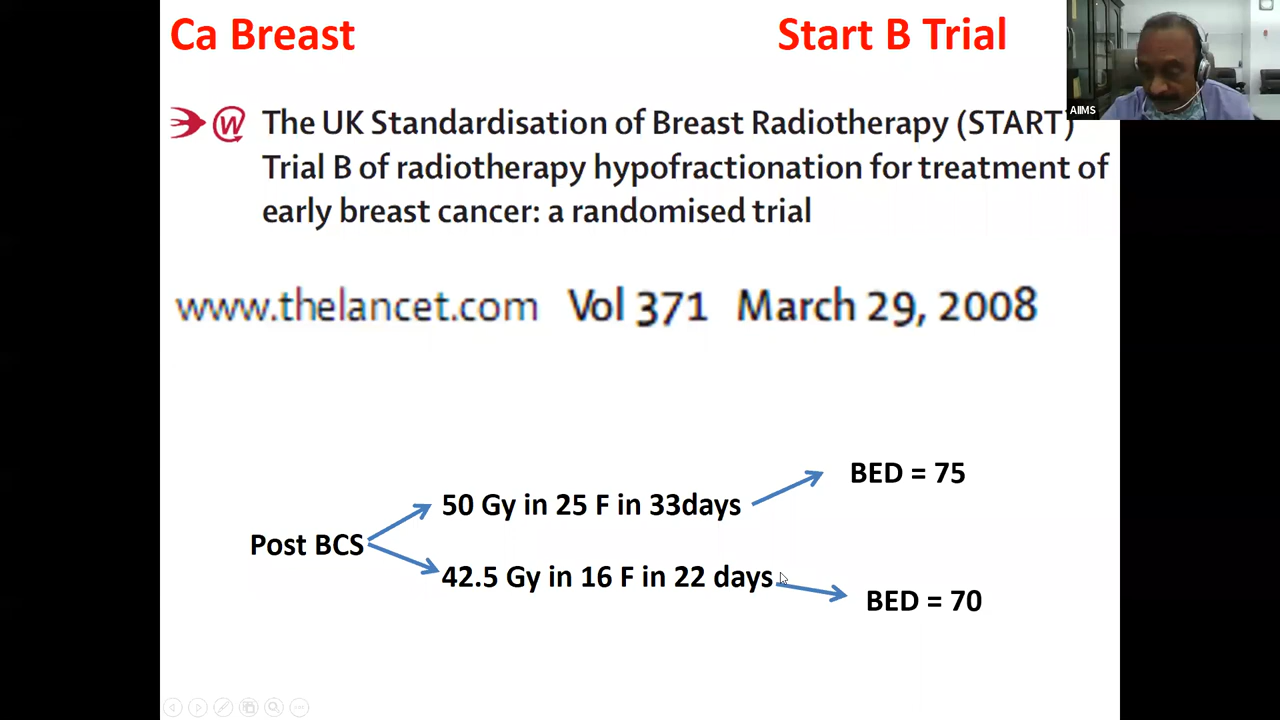 Ca Breast
Start B Trial
AIIMS
The UK Standardisation of Breast Radiotherapy (START)
Trial B of radiotherapy hypofractionation for treatment of
early breast cancer: a randomised trial
www.thelancet.com Vol 371 March 29, 2008
BED = 75
50 Gy in 25 F in 33days
Post BCS
42.5 Gy in 16 F in 22 days
BED = 70